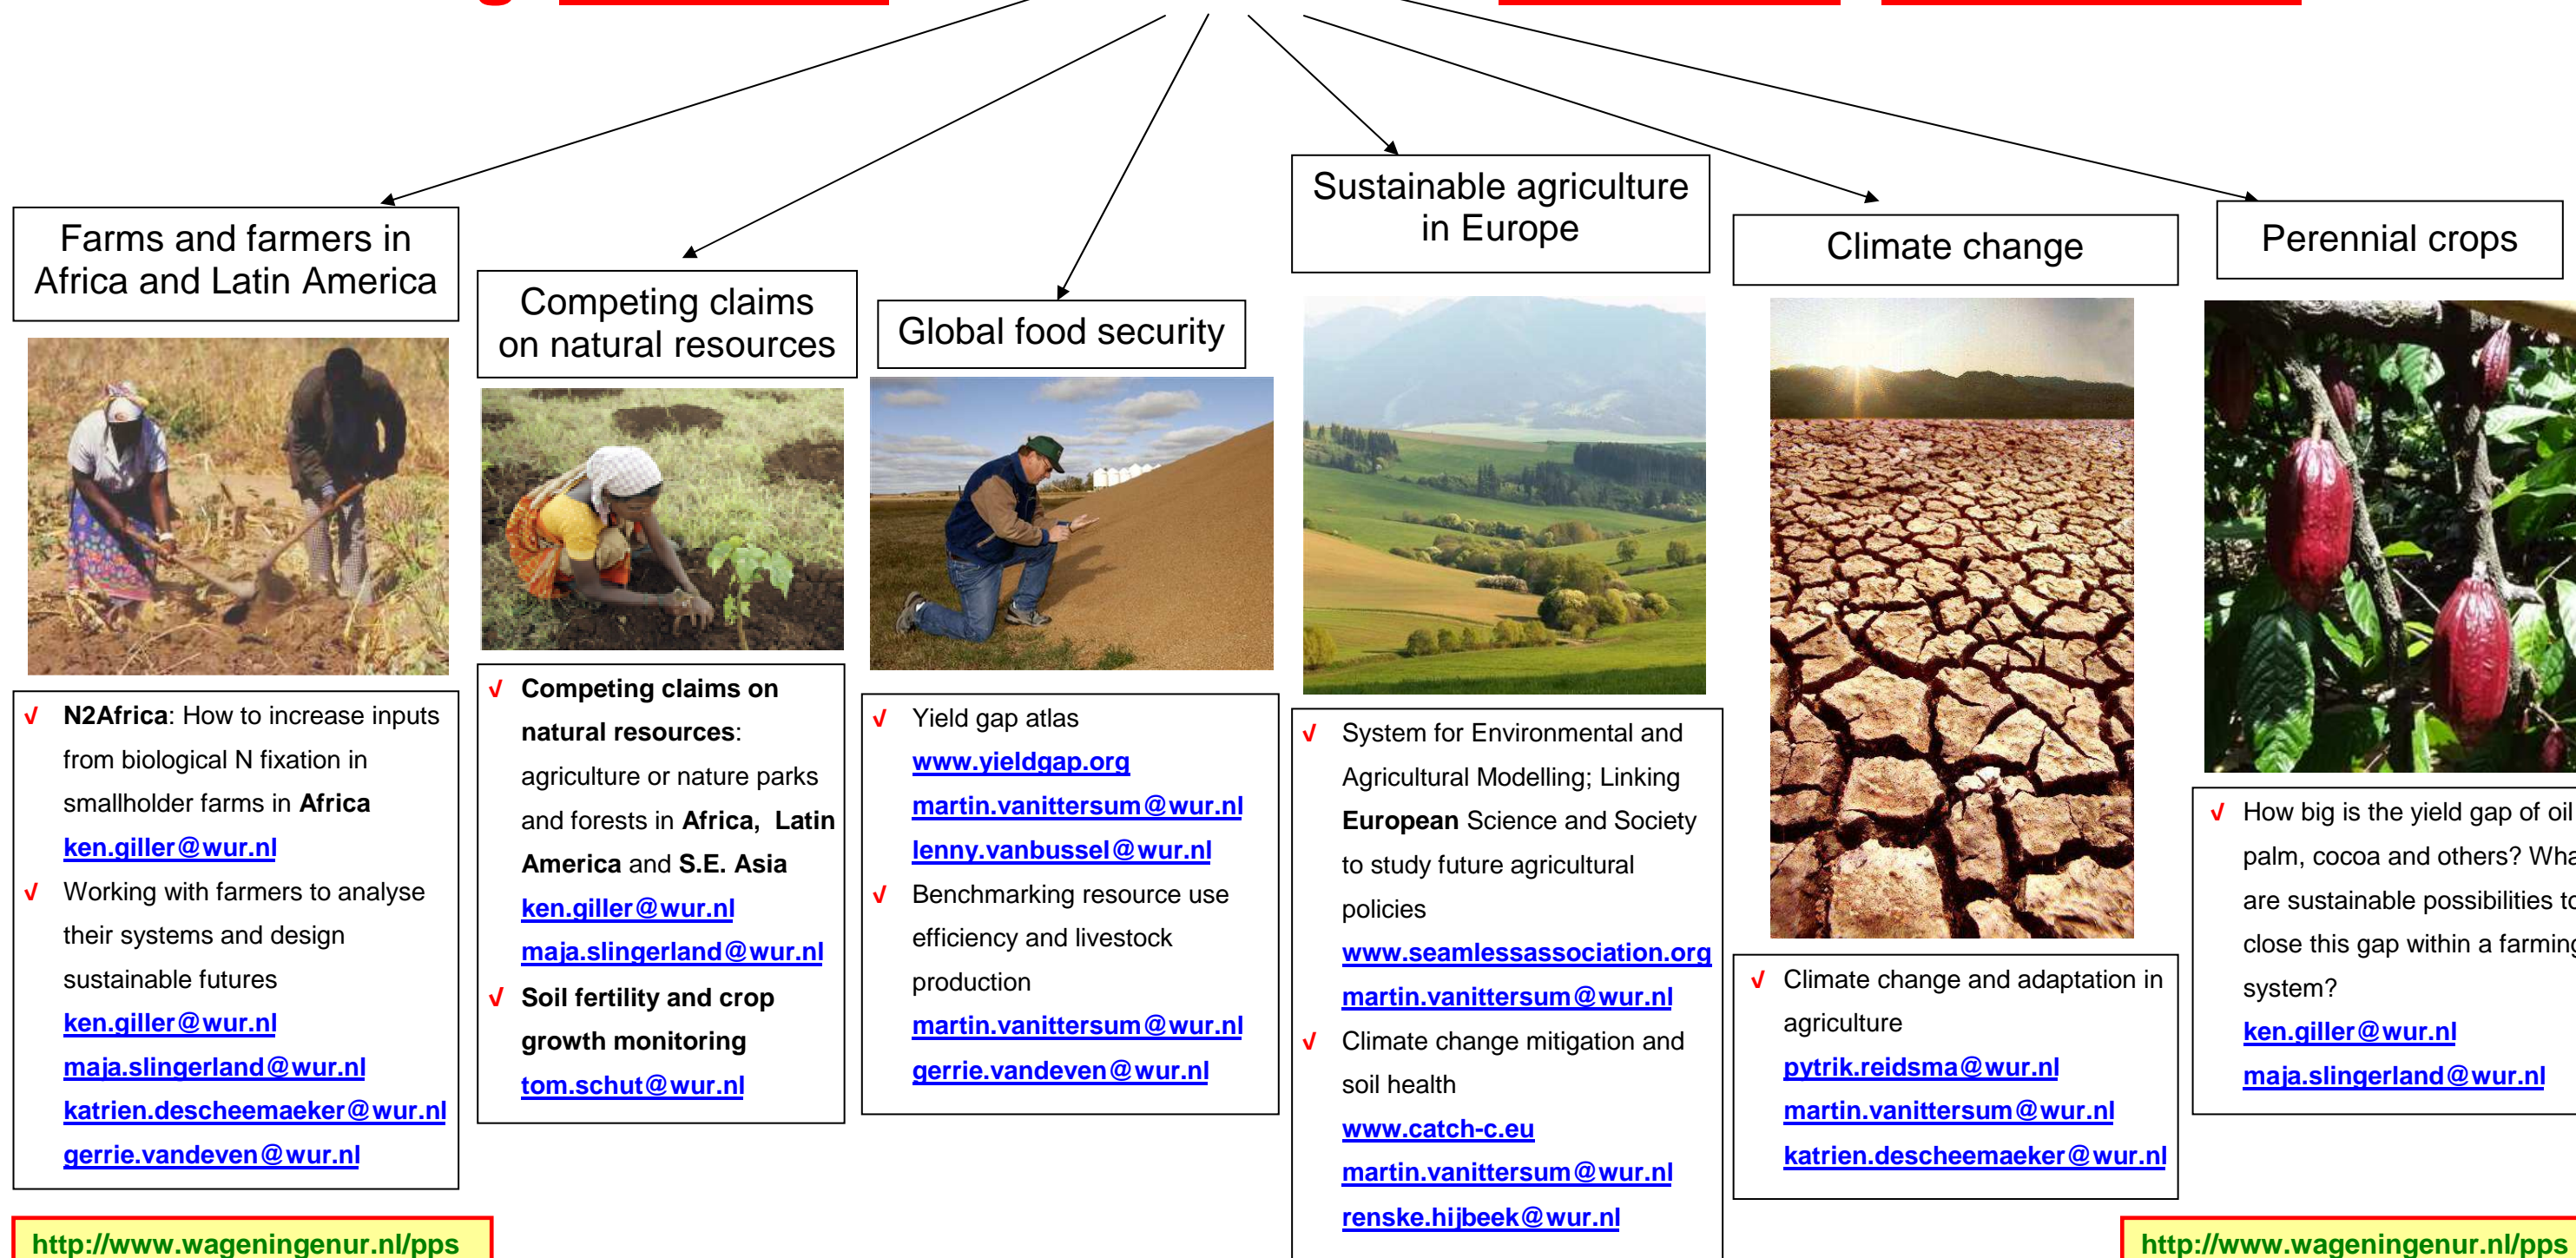 Farms and farmers in
Africa and Latin America
√ N2Africa: How to increase inputs
from biological N fixation in
smallholder farms in Africa
ken.giller@wur.nl
√ Working with farmers to analyse
their systems and design
sustainable futures
ken.giller@wur.nl
maja.slingerland@wur.nl
katrien.descheemaeker@wur.nl
gerrie.vandeven@wur.nl
Competing claims
on natural resources
√ Competing claims on
natural resources:
agriculture or nature parks
and forests in Africa, Latin
America and S.E. Asia
ken.giller@wur.nl
maja.slingerland@wur.nl
√ Soil fertility and crop
growth monitoring
tom.schut@wur.nl
Global food security
√ Yield gap atlas
www.yieldgap.org
martin.vanittersum@wur.nl
lenny.vanbussel@wur.nl
√ Benchmarking resource use
efficiency and livestock
production
martin.vanittersum@wur.nl
gerrie.vandeven@wur.nl
Sustainable agriculture
in Europe
√ System for Environmental and
Agricultural Modelling; Linking
European Science and Society
to study future agricultural
policies
www.seamlessassociation.org
martin.vanittersum@wur.nl
√ Climate change mitigation and
soil health
www.catch-c.eu
martin.vanittersum@wur.nl
renske.hijbeek@wur.nl
Climate change
√ Climate change and adaptation in
agriculture
pytrik.reidsma@wur.nl
martin.vanittersum@wur.nl
katrien.descheemaeker@wur.nl
Perennial crops
√ How big is the yield gap of oil
palm, cocoa and others? Wha
are sustainable possibilities to
close this gap within a farming
system?
ken.giller@wur.nl
maja.slingerland@wur.nl
http://www.wageningenur.nl/pps
http://www.wageningenur.nl/pps